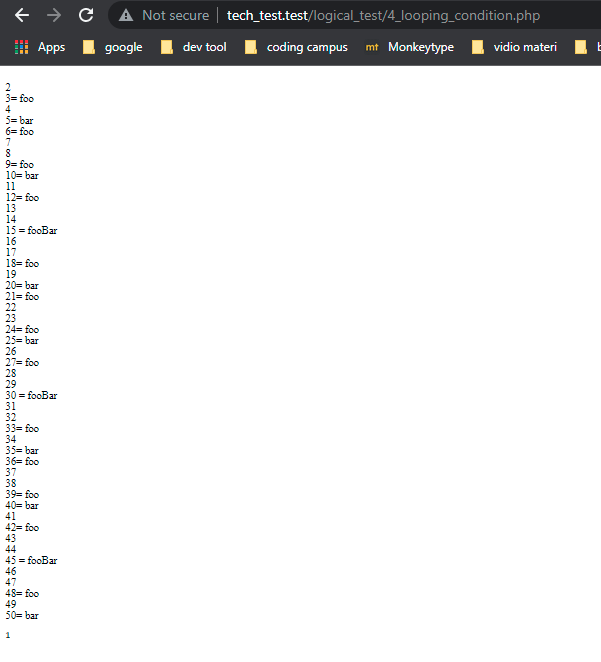 Not secure | tech_test.test/logical_test/4_looping_condition.php
Apps google dev tool coding campus mt Monkeytype vidio materi b
2
3= foo
4
5= bar
6= foo
7
8
9= foo
10= bar
11
12= foo
13
14
15 = fooBar
16
17
18= foo
19
20= bar
21= foo
22
23
24= foo
25= bar
26
27= foo
28
29
30 = fooBar
31
32
33= foo
34
35= bar
36= foo
37
38
39= foo
40= bar
41
42= foo
43
44
45 = fooBar
46
47
48= foo
49
50= bar
1